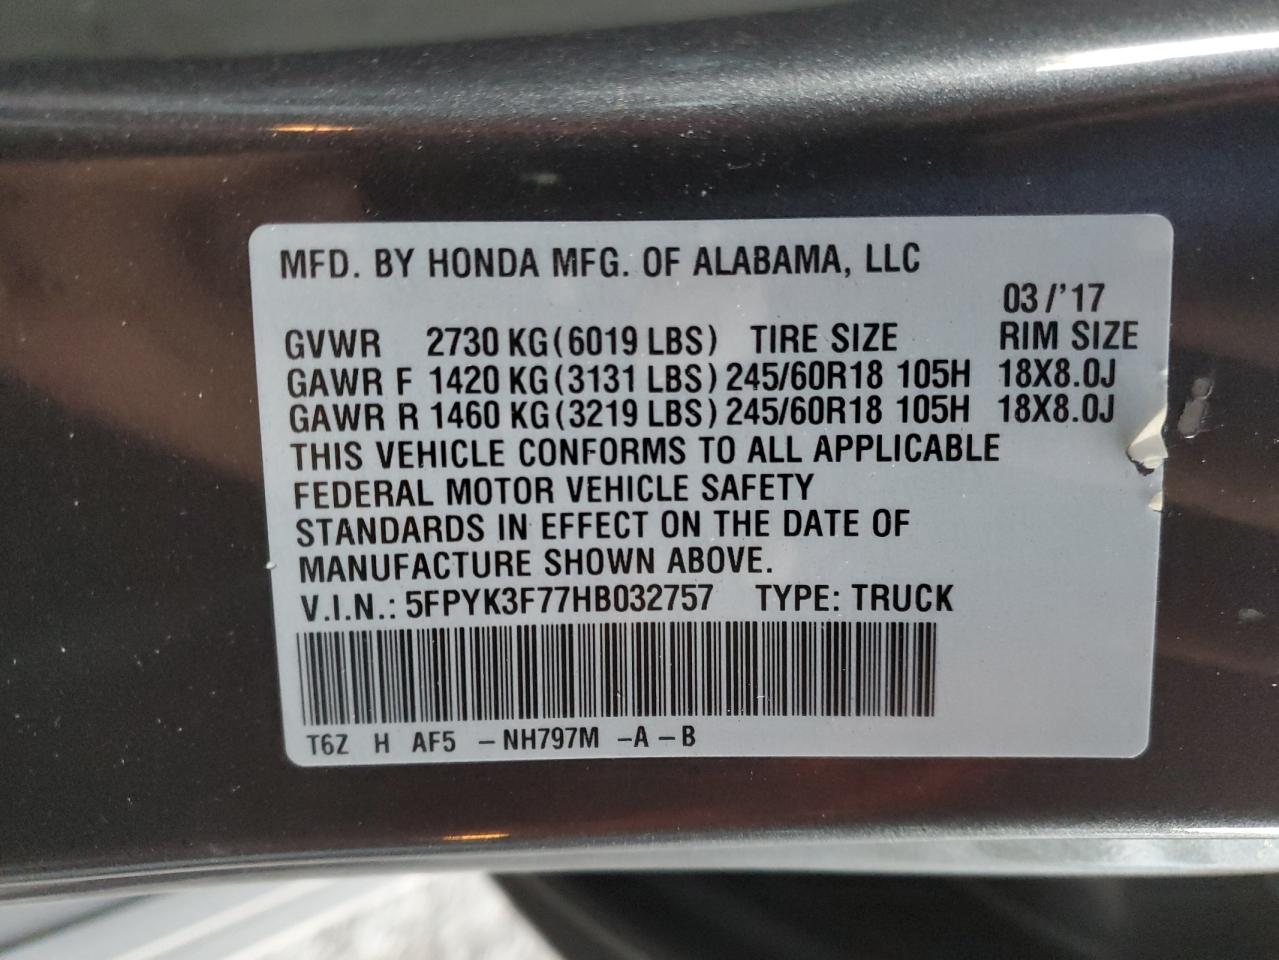 MFD. BY HONDA MFG. OF ALABAMA, LLC
03/'17
GVWR 2730 KG(6019 LBS) TIRE SIZE RIM SIZE
GAWR F 1420 KG(3131 LBS) 245/60R18 105H 18X8.0J
GAWR R 1460 KG(3219 LBS) 245/60R18 105H 18X8.0J
THIS VEHICLE CONFORMS TO ALL APPLICABLE
FEDERAL MOTOR VEHICLE SAFETY
STANDARDS IN EFFECT ON THE DATE OF
MANUFACTURE SHOWN ABOVE.
V.I.N.: 5FPYK3F77HB032757 TYPE: TRUCK
T6Z H AF5 –NH797M –A –B